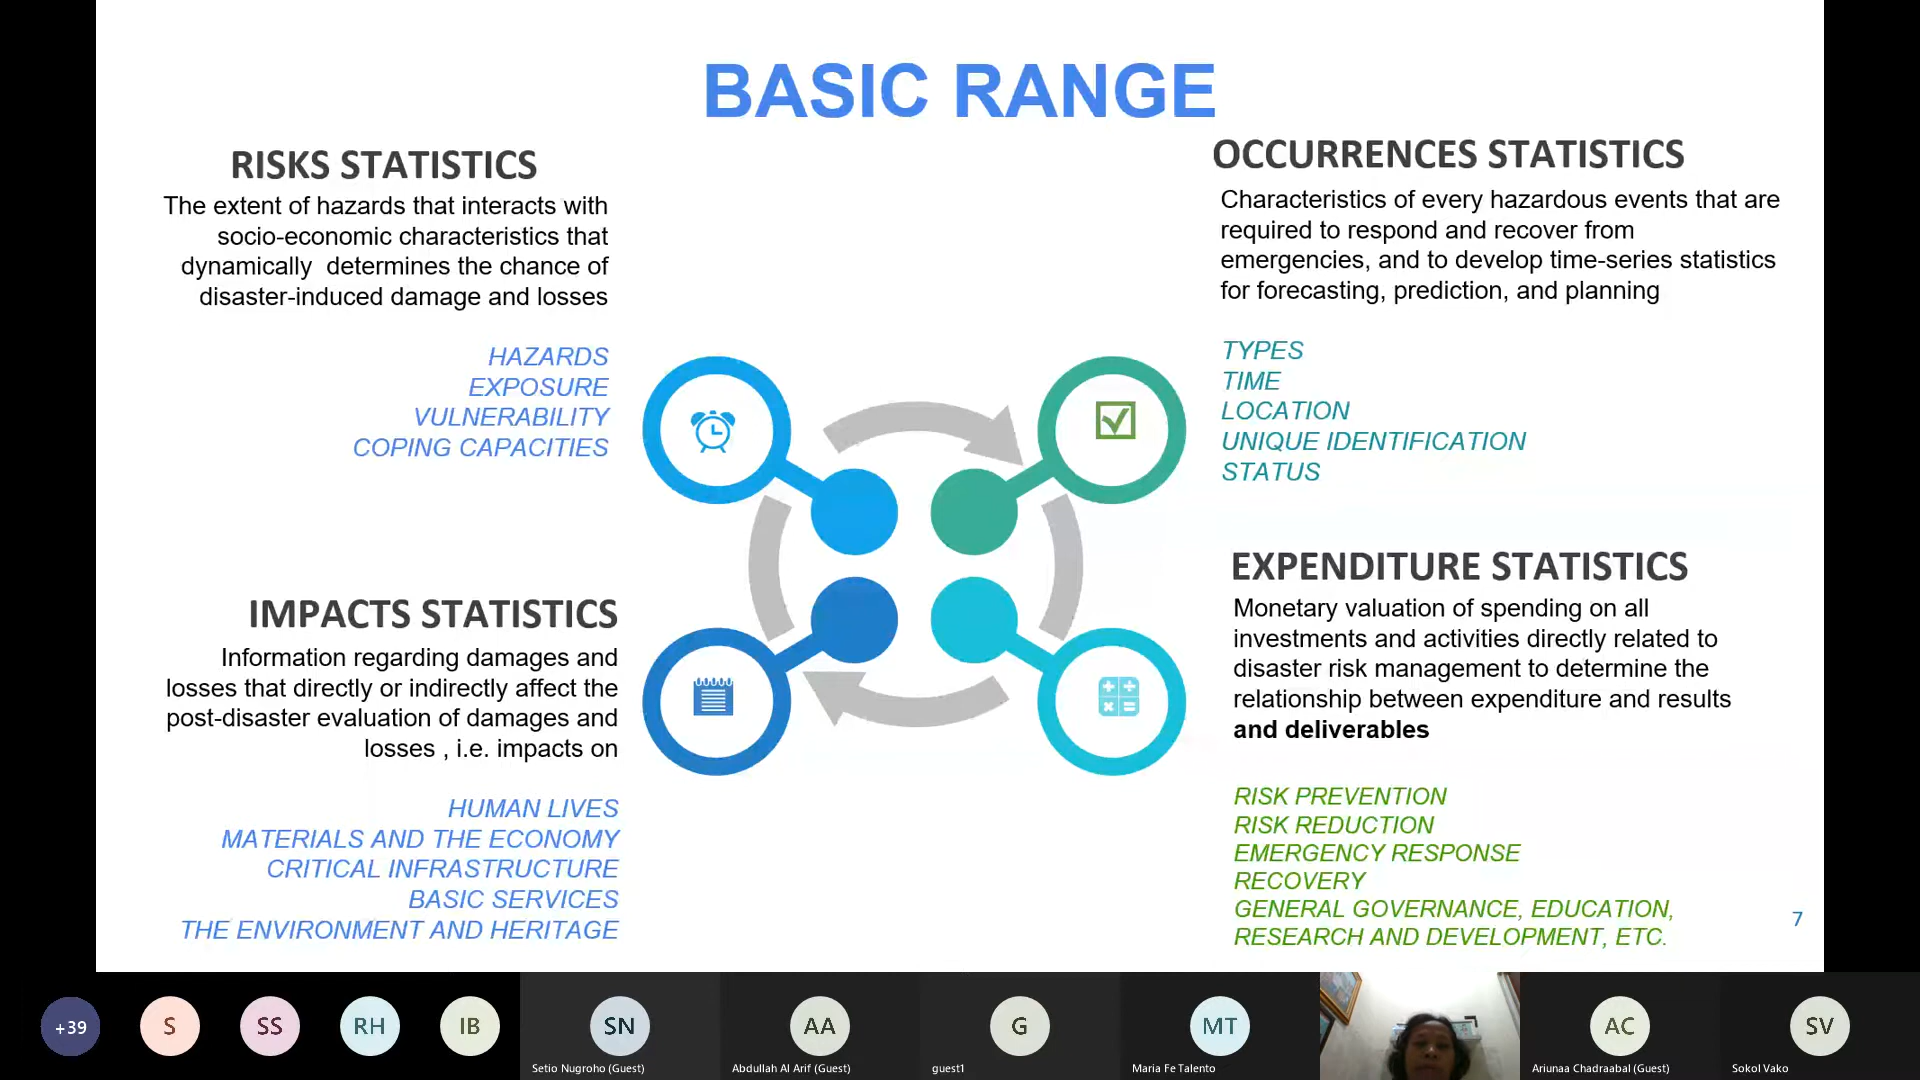 BASIC RANGE
RISKS STATISTICS
The extent of hazards that interacts with
socio-economic characteristics that
dynamically determines the chance of
disaster-induced damage and losses
HAZARDS
EXPOSURE
VULNERABILITY
COPING CAPACITIES
OCCURRENCES STATISTICS
Characteristics of every hazardous events that are
required to respond and recover from
emergencies, and to develop time-series statistics
for forecasting, prediction, and planning
TYPES
TIME
LOCATION
UNIQUE IDENTIFICATION
STATUS
IMPACTS STATISTICS
Information regarding damages and
losses that directly or indirectly affect the
post-disaster evaluation of damages and
losses , i.e. impacts on
HUMAN LIVES
MATERIALS AND THE ECONOMY
CRITICAL INFRASTRUCTURE
BASIC SERVICES
THE ENVIRONMENT AND HERITAGE
EXPENDITURE STATISTICS
Monetary valuation of spending on all
investments and activities directly related to
disaster risk management to determine the
relationship between expenditure and results
and deliverables
RISK PREVENTION
RISK REDUCTION
EMERGENCY RESPONSE
RECOVERY
GENERAL GOVERNANCE, EDUCATION,
RESEARCH AND DEVELOPMENT, ETC.
7
+39
S
SS
RH
IB
SN
Setio Nugroho (Guest)
AA
Abdullah Al Arif (Guest)
G
guest1
MT
Maria Fe Talento
AC
Ariunaa Chadraabal (Guest)
SV
Sokol Vako